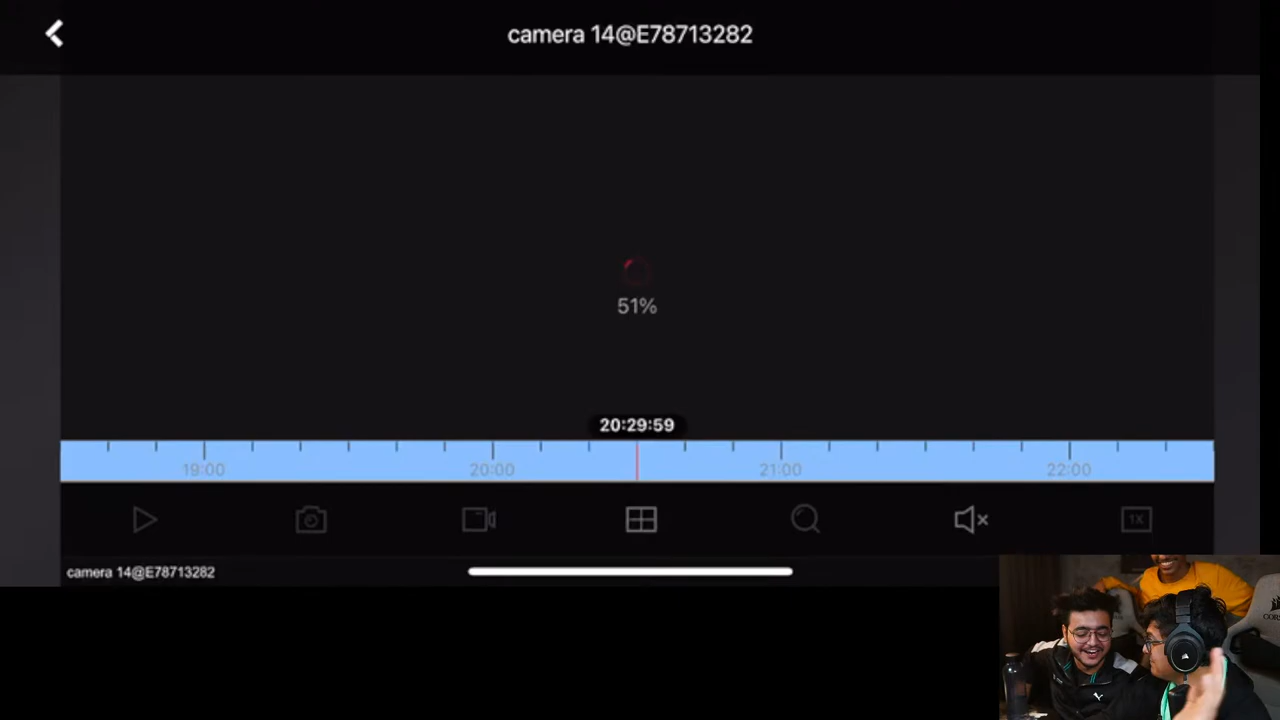 camera 14@E78713282
51%
20:29:59
19:00 20:00 21:00 22:00
1X
camera 14@E78713282